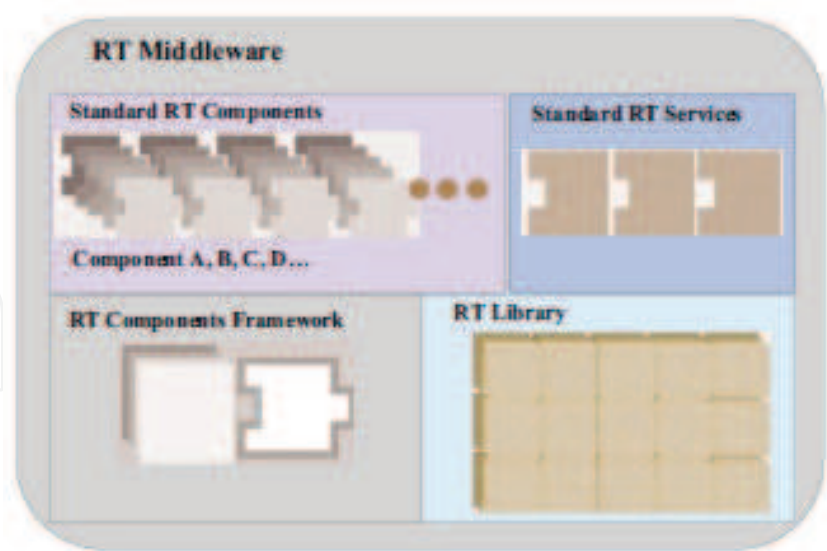 RT Middleware
Standard RT Components
Standard RT Services
Component A, B, C, D...
RT Components Framework
RT Library